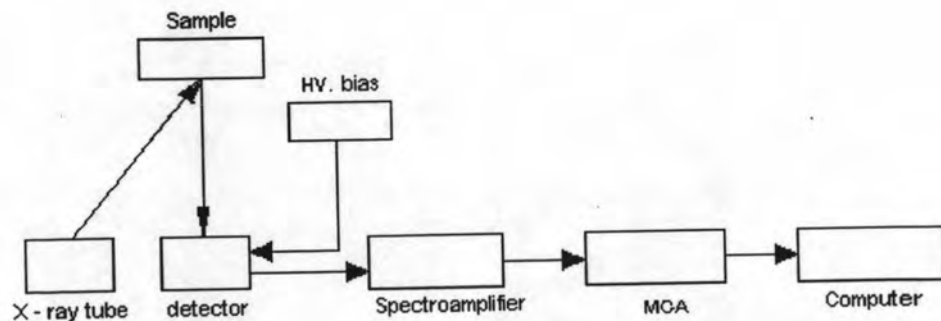 Sample
HV. bias
X - ray tube
detector
Spectroamplifier
MCA
Computer